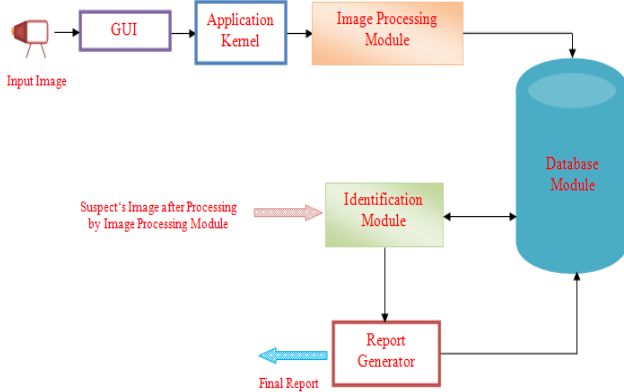 Input Image
GUI
Application
Kernel
Image Processing
Module
Database
Module
Suspect's Image after Processing
by Image Processing Module
Identification
Module
Report
Generator
Final Report